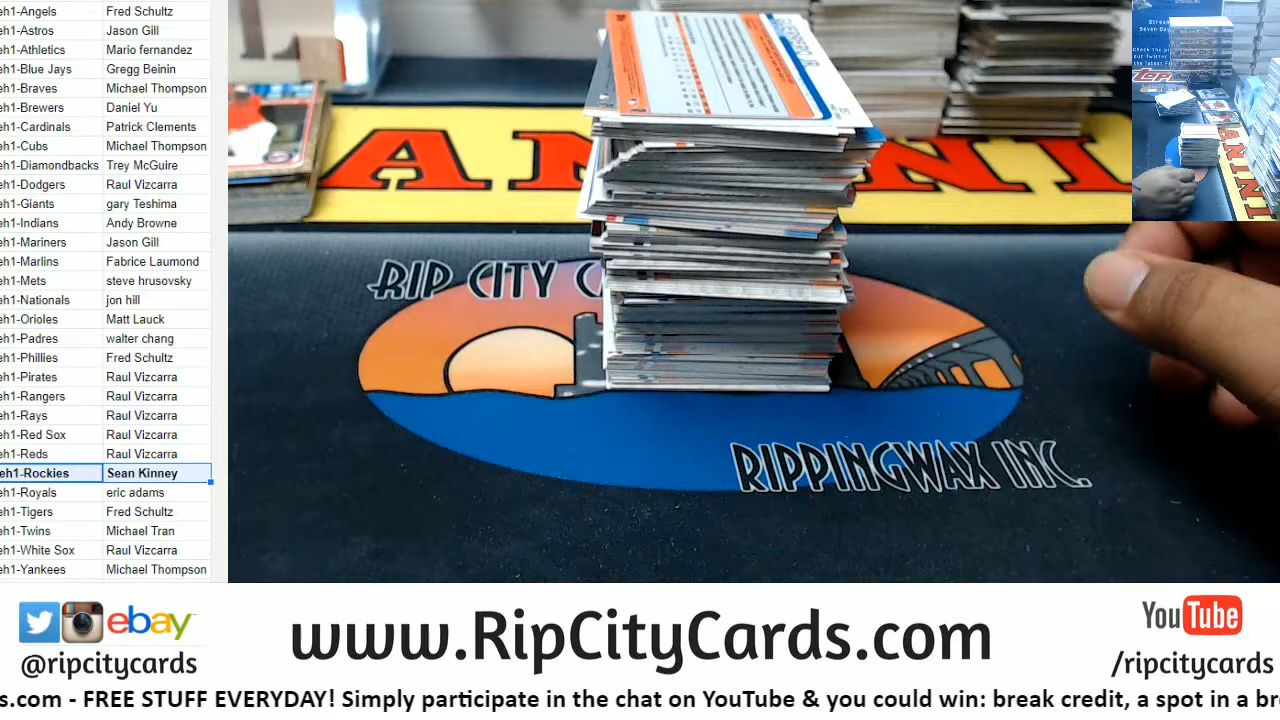 eh1-Angels Fred Schultz
eh1-Astros Jason Gill
eh1-Athletics Mario fernandez
eh1-Blue Jays Gregg Beinin
eh1-Braves Michael Thompson
eh1-Brewers Daniel Yu
eh1-Cardinals Patrick Clements
eh1-Cubs Michael Thompson
eh1-Diamondbacks Trey McGuire
eh1-Dodgers Raul Vizcarra
eh1-Giants gary Teshima
eh1-Indians Andy Browne
eh1-Mariners Jason Gill
eh1-Marlins Fabrice Laumond
eh1-Mets steve hrusovsky
eh1-Nationals jon hill
eh1-Orioles Matt Lauck
eh1-Padres walter chang
eh1-Phillies Fred Schultz
eh1-Pirates Raul Vizcarra
eh1-Rangers Raul Vizcarra
eh1-Rays Raul Vizcarra
eh1-Red Sox Raul Vizcarra
eh1-Reds Raul Vizcarra
eh1-Rockies Sean Kinney
eh1-Royals eric adams
eh1-Tigers Fred Schultz
eh1-Twins Michael Tran
eh1-White Sox Raul Vizcarra
eh1-Yankees Michael Thompson
RIP CITY C
RIPPINGWAX INC.
ebay
@ripcitycards
www.RipCityCards.com
YouTube
/ripcitycards
s.com - FREE STUFF EVERYDAY! Simply participate in the chat on YouTube & you could win: break credit, a spot in a br